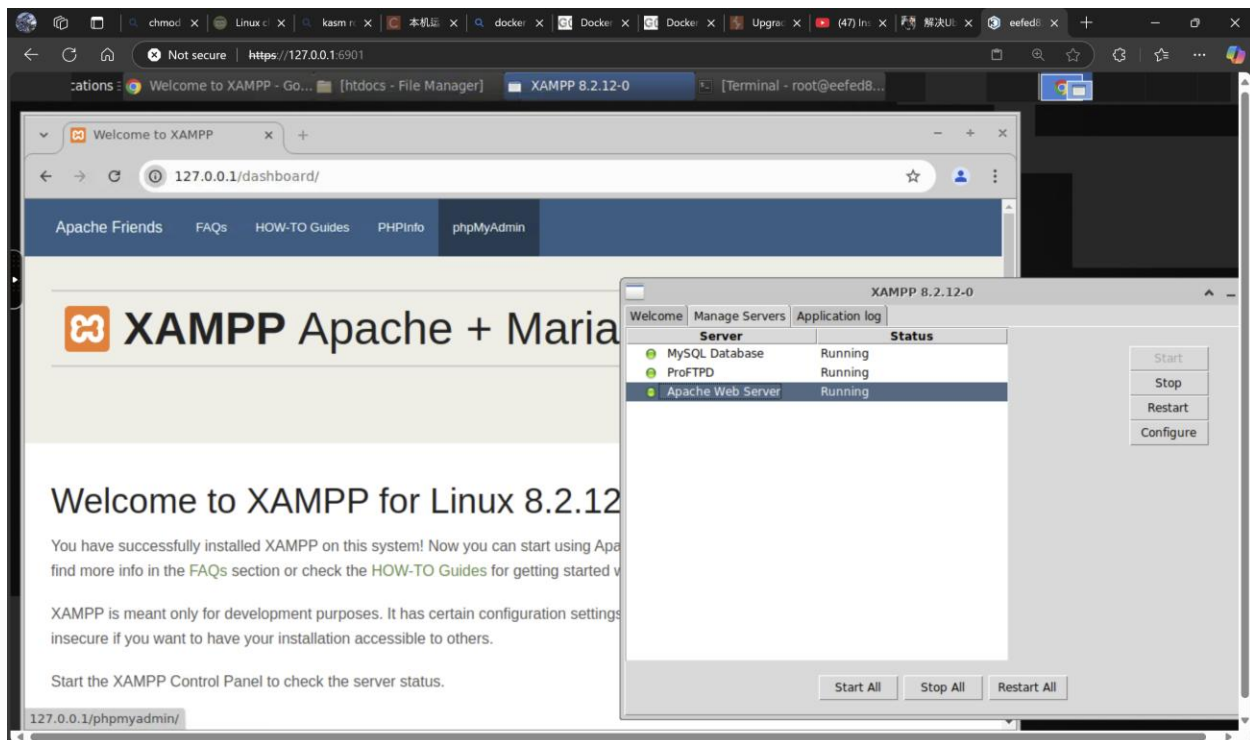 chmod
Linux c
kasm n
本机
docker
Docker
Docker
Upgrac
(47) In
解决Ub
eefed8
Not secure | https://127.0.0.1:6901
cations
Welcome to XAMPP - Go...
[htdocs - File Manager]
XAMPP 8.2.12-0
[Terminal - root@eefed8...
Welcome to XAMPP
127.0.0.1/dashboard/
Apache Friends
FAQs
HOW-TO Guides
PHPInfo
phpMyAdmin
XAMPP Apache + Maria
Welcome to XAMPP for Linux 8.2.12
You have successfully installed XAMPP on this system! Now you can start using Apa
find more info in the FAQs section or check the HOW-TO Guides for getting started w
XAMPP is meant only for development purposes. It has certain configuration settings
insecure if you want to have your installation accessible to others.
Start the XAMPP Control Panel to check the server status.
127.0.0.1/phpmyadmin/
XAMPP 8.2.12-0
Welcome
Manage Servers
Application log
Server Status
MySQL Database Running
ProFTPD Running
Apache Web Server Running
Start
Stop
Restart
Configure
Start All
Stop All
Restart All